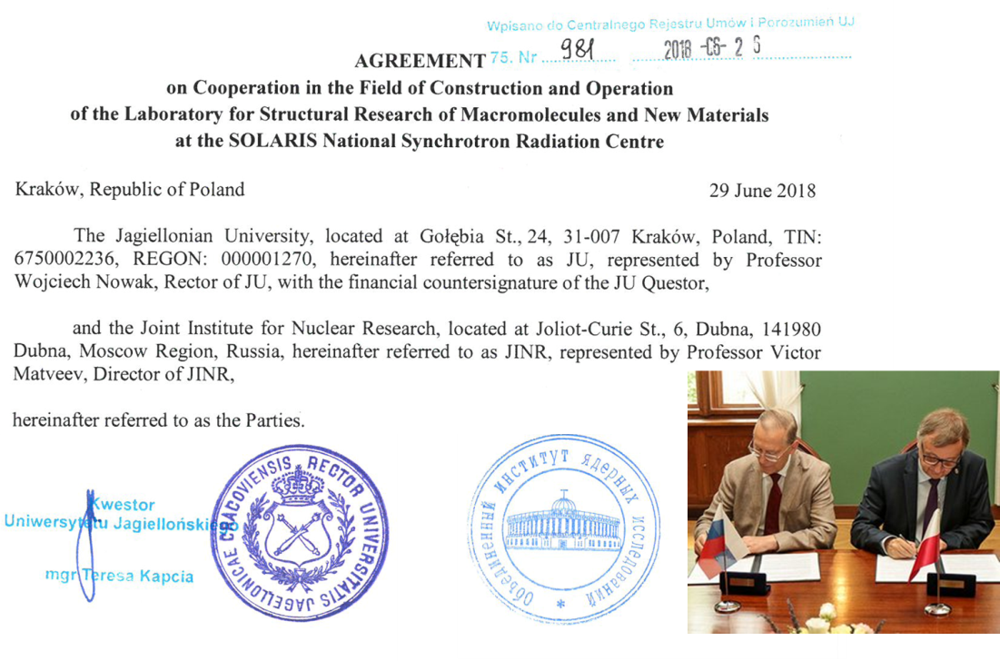 Wpisano do Centralnego Rejestru Umów i Porozumień UJ
75. Nr 981 2018 -06- 2
AGREEMENT
on Cooperation in the Field of Construction and Operation
of the Laboratory for Structural Research of Macromolecules and New Materials
at the SOLARIS National Synchrotron Radiation Centre
Kraków, Republic of Poland 29 June 2018
The Jagiellonian University, located at Gołębia St., 24, 31-007 Kraków, Poland, TIN:
6750002236, REGON: 000001270, hereinafter referred to as JU, represented by Professor
Wojciech Nowak, Rector of JU, with the financial countersignature of the JU Questor,
and the Joint Institute for Nuclear Research, located at Joliot-Curie St., 6, Dubna, 141980
Dubna, Moscow Region, Russia, hereinafter referred to as JINR, represented by Professor Victor
Matveev, Director of JINR,
hereinafter referred to as the Parties.
Kwestor
Uniwersytetu Jagiellońskiego
mgr Teresa Kapcia
RECTOR UNIVERSITATIS JAGELLONICAE CRACOVIENSIS
Объединенный институт ядерных исследований *